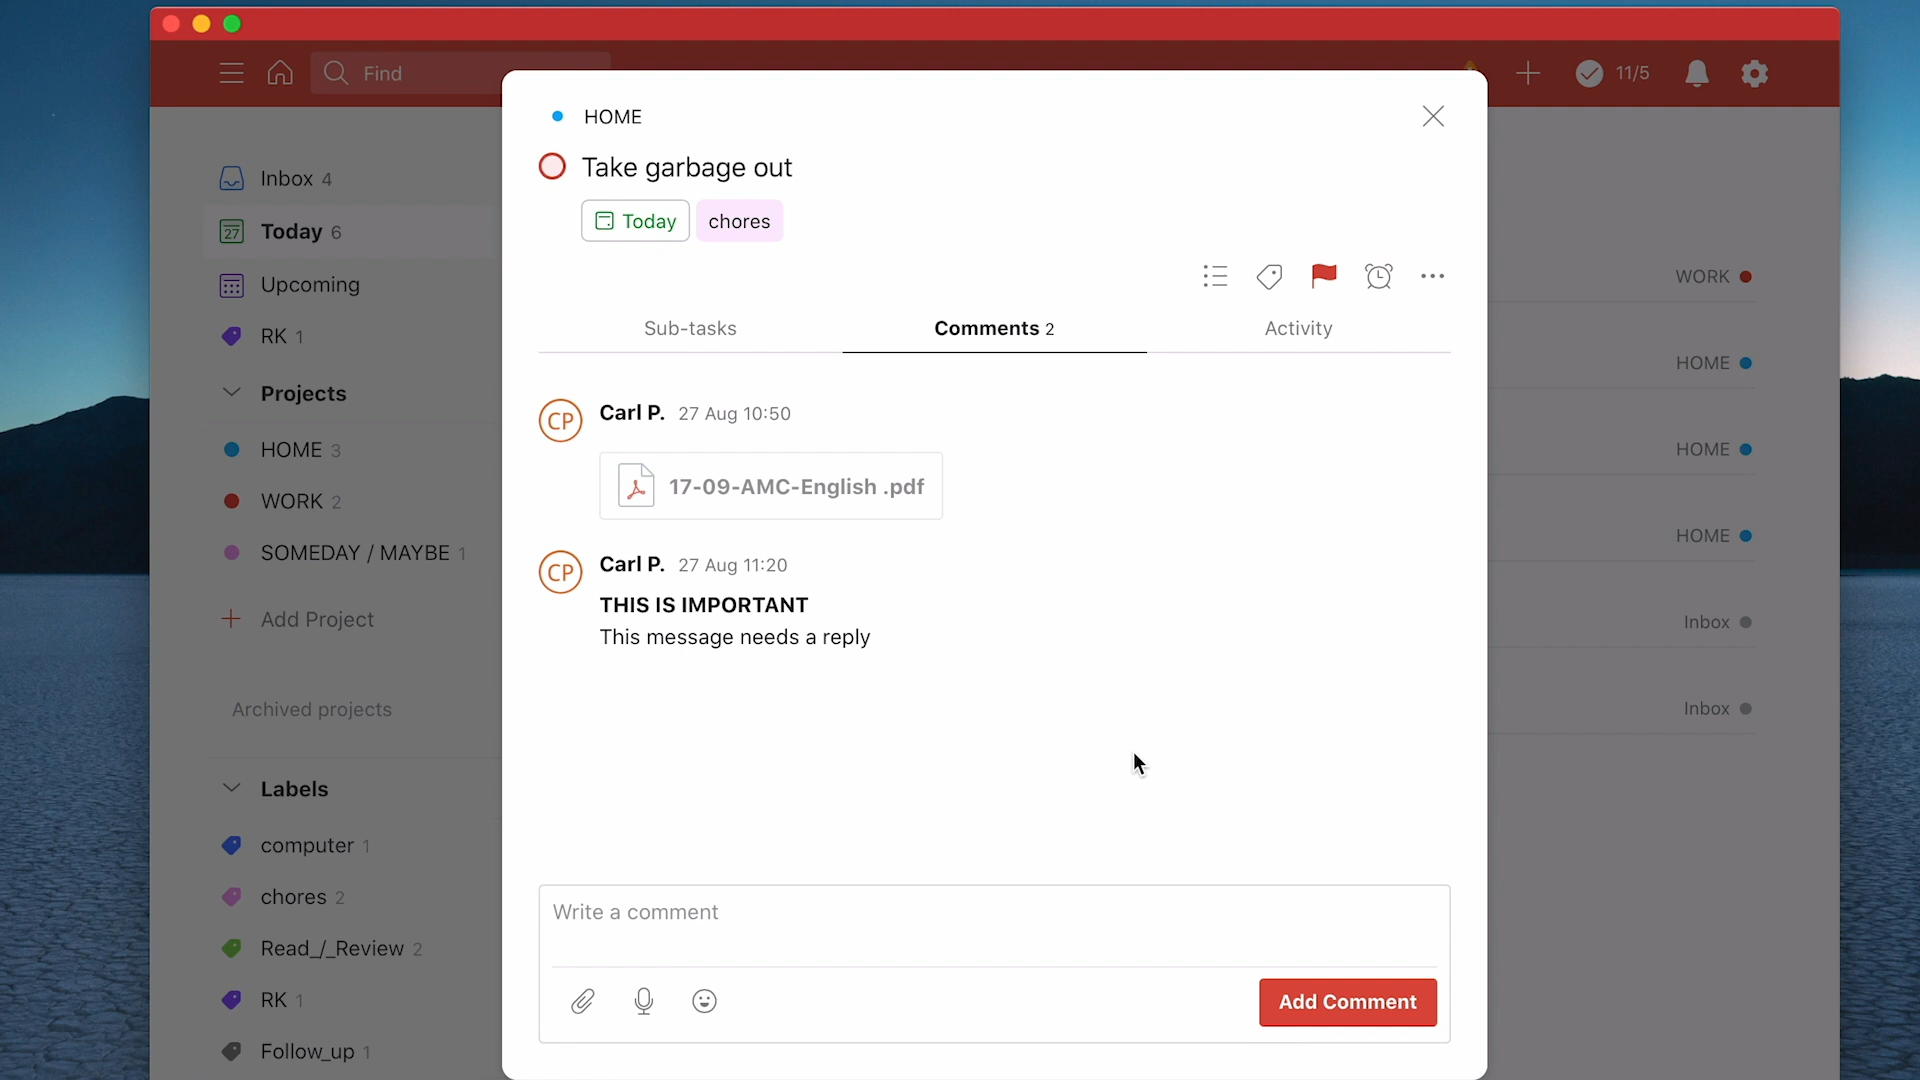 Find
11/5
Inbox 4
27
Today 6
Upcoming
RK 1
Projects
HOME 3
WORK 2
SOMEDAY / MAYBE 1
Add Project
Archived projects
Labels
computer 1
chores 2
Read_/_Review 2
RK 1
Follow_up 1
HOME
Take garbage out
Today
chores
Sub-tasks
Comments 2
Activity
CP
Carl P. 27 Aug 10:50
17-09-AMC-English .pdf
CP
Carl P. 27 Aug 11:20
THIS IS IMPORTANT
This message needs a reply
Write a comment
Add Comment
WORK
HOME
HOME
HOME
Inbox
Inbox